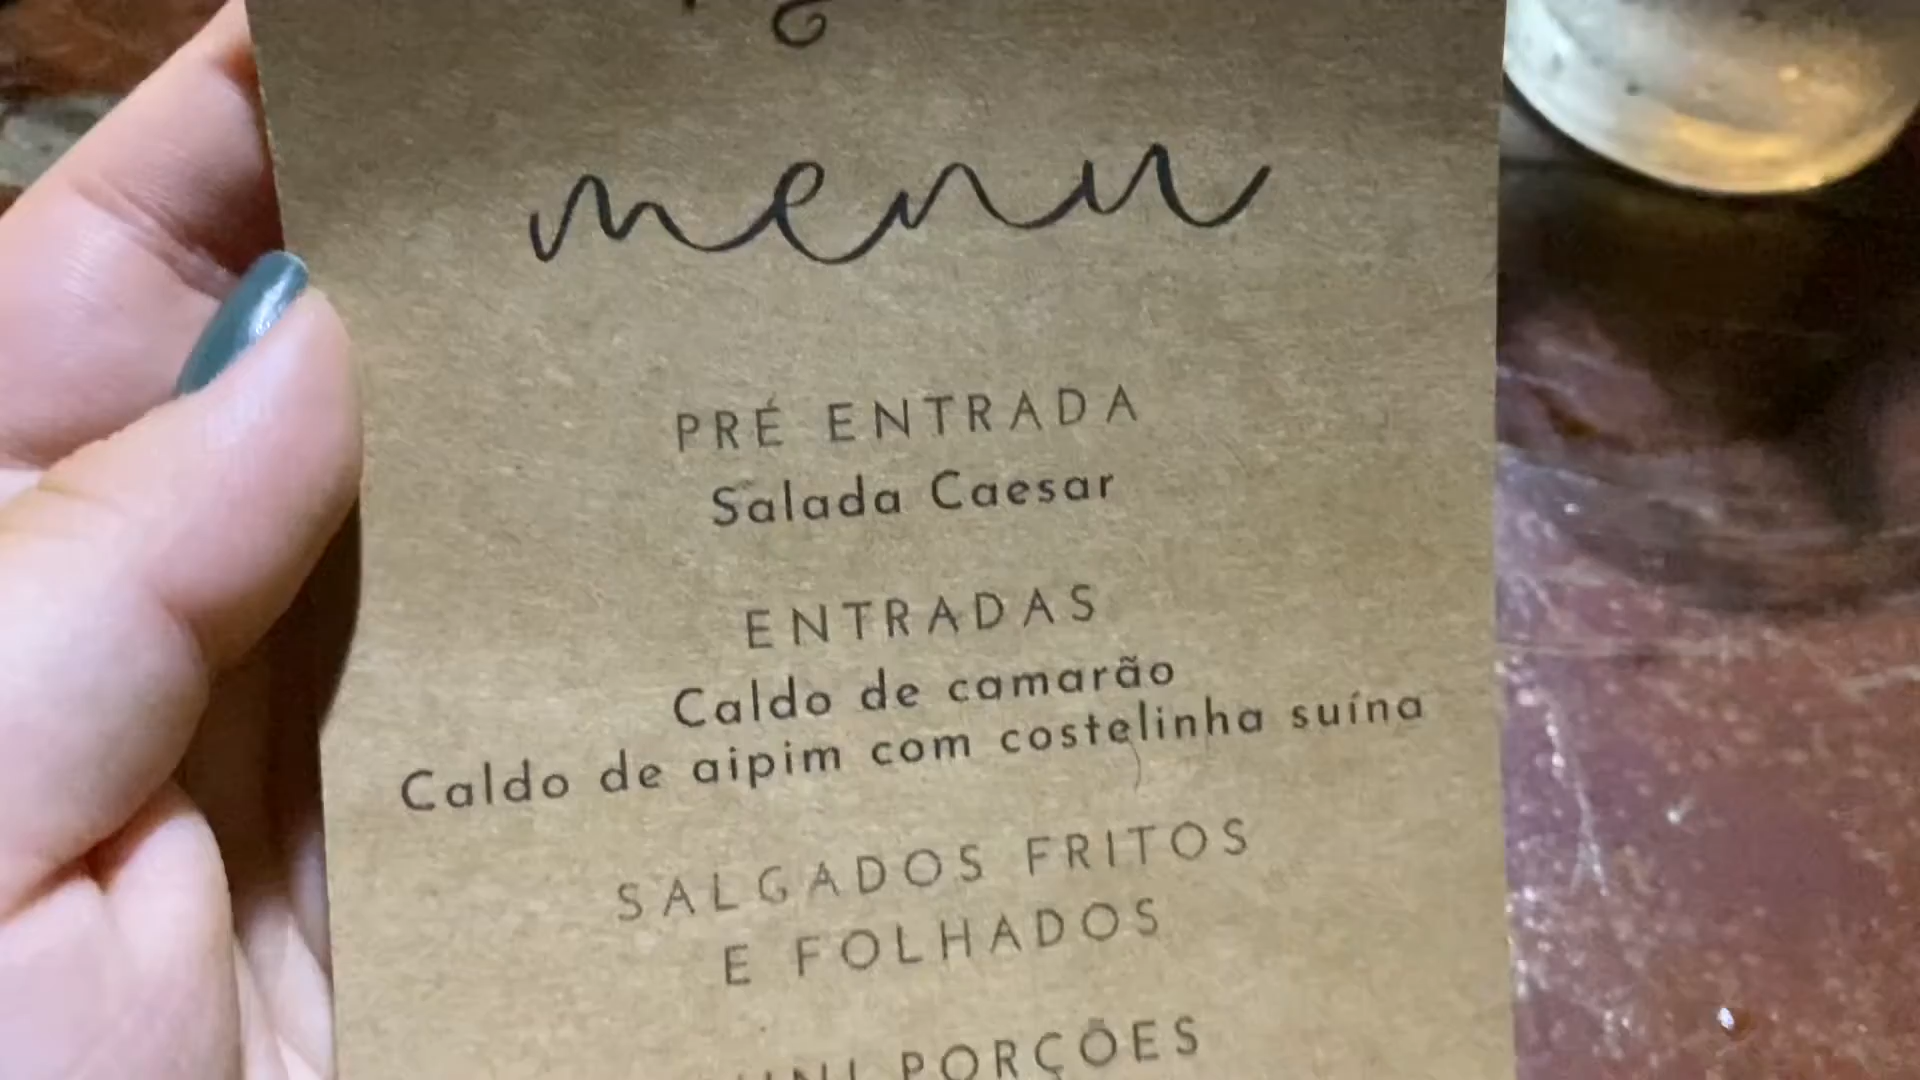 menu
PRÉ ENTRADA
Salada Caesar
ENTRADAS
Caldo de camarão
Caldo de aipim com costelinha suína
SALGADOS FRITOS
E FOLHADOS
PORÇÕES